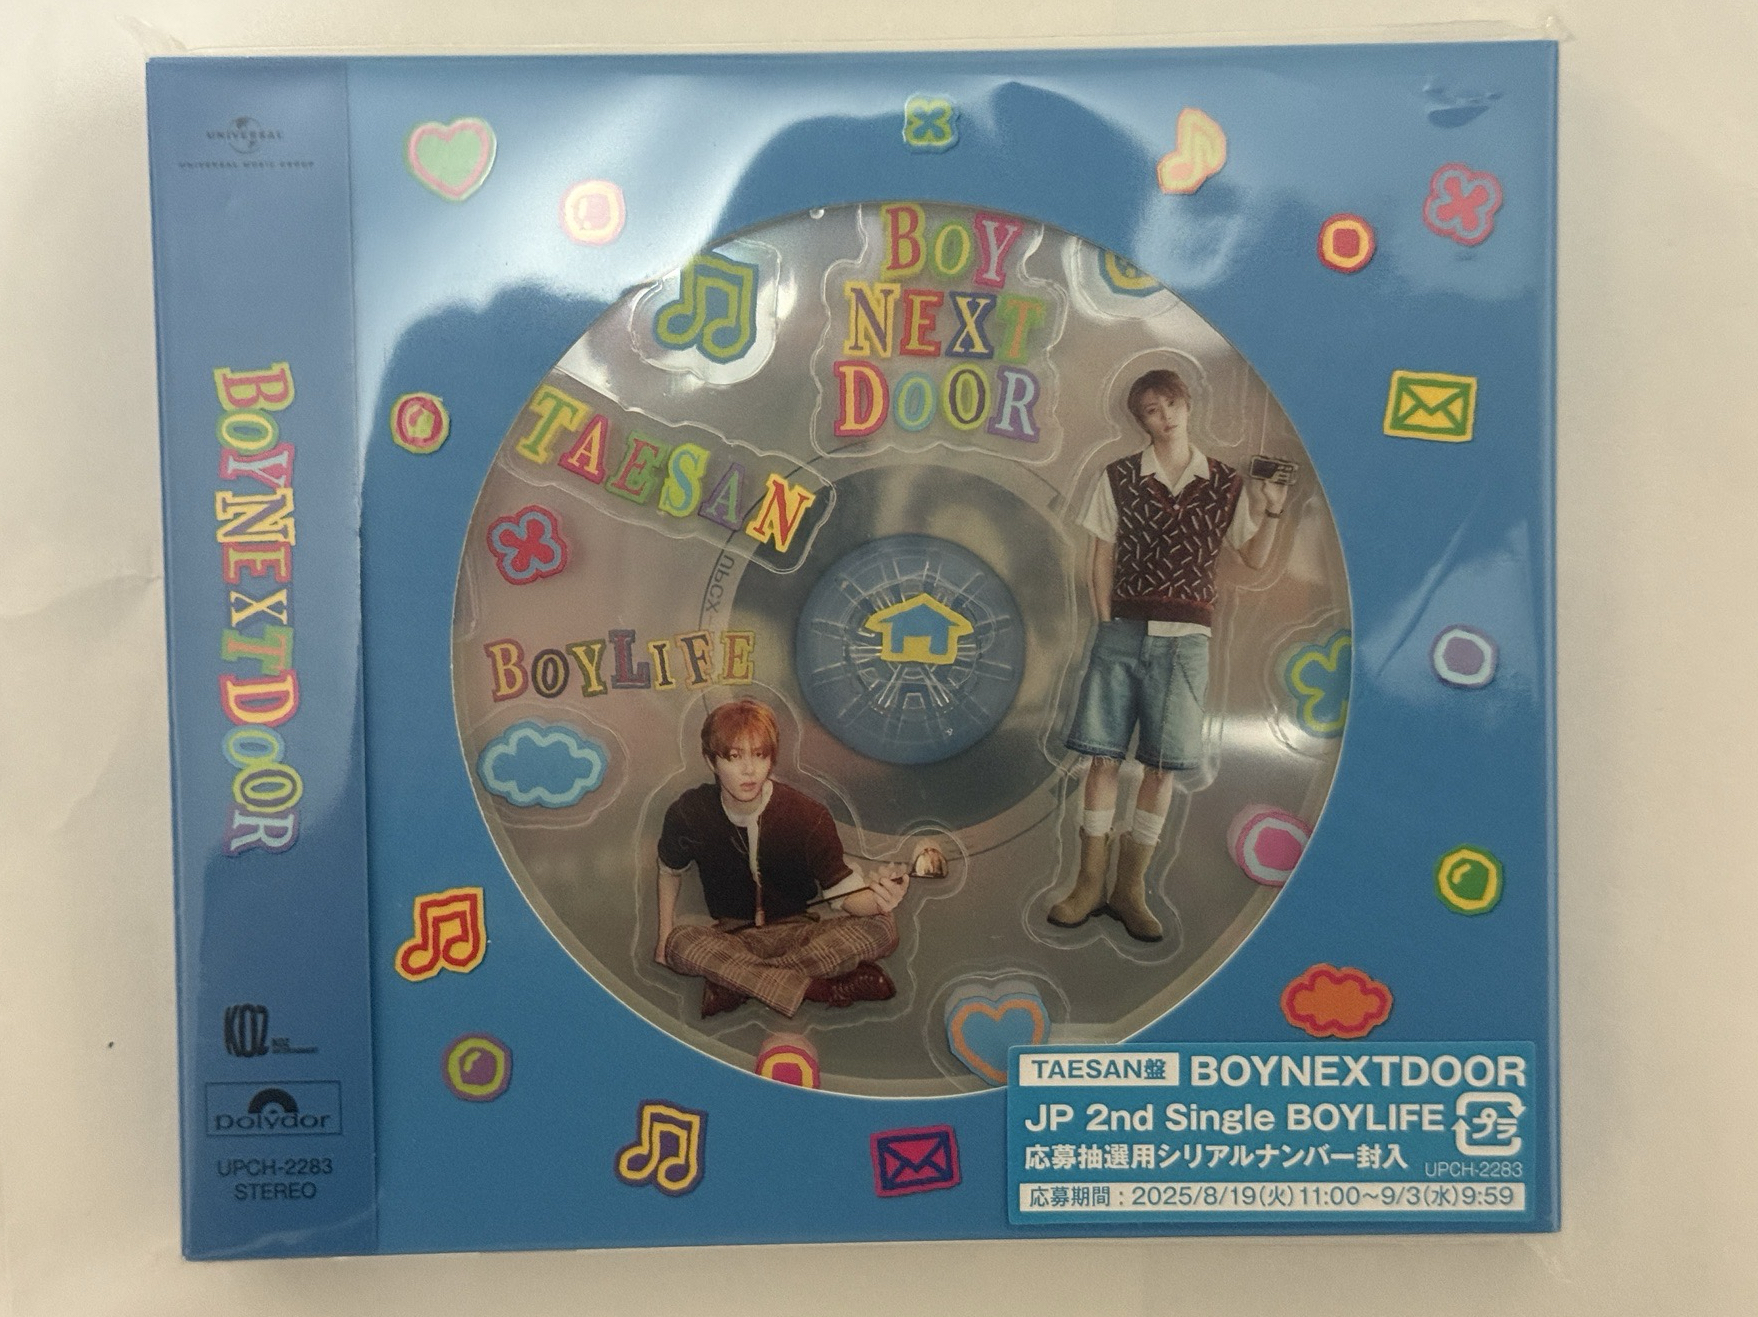 UNIVERSAL
UNIVERSAL MUSIC GROUP
BOYNEXTDOOR
KOZ
polydor
UPCH-2283
STEREO
BOY
NEXT
DOOR
TAESAN
UPCX
BOYLIFE
TAESAN盤 BOYNEXTDOOR
JP 2nd Single BOYLIFE
プラ
応募抽選用シリアルナンバー封入
UPCH-2283
応募期間：2025/8/19(火)11:00〜9/3(水)9:59